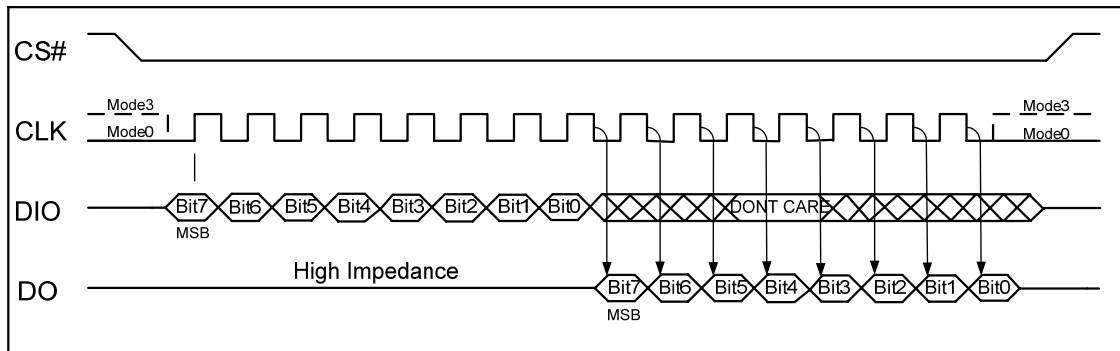 CS#
Mode3 Mode3
CLK Mode0 Mode0
DIO Bit7 Bit6 Bit5 Bit4 Bit3 Bit2 Bit1 Bit0 DONT CARE
MSB
High Impedance
DO Bit7 Bit6 Bit5 Bit4 Bit3 Bit2 Bit1 Bit0
MSB